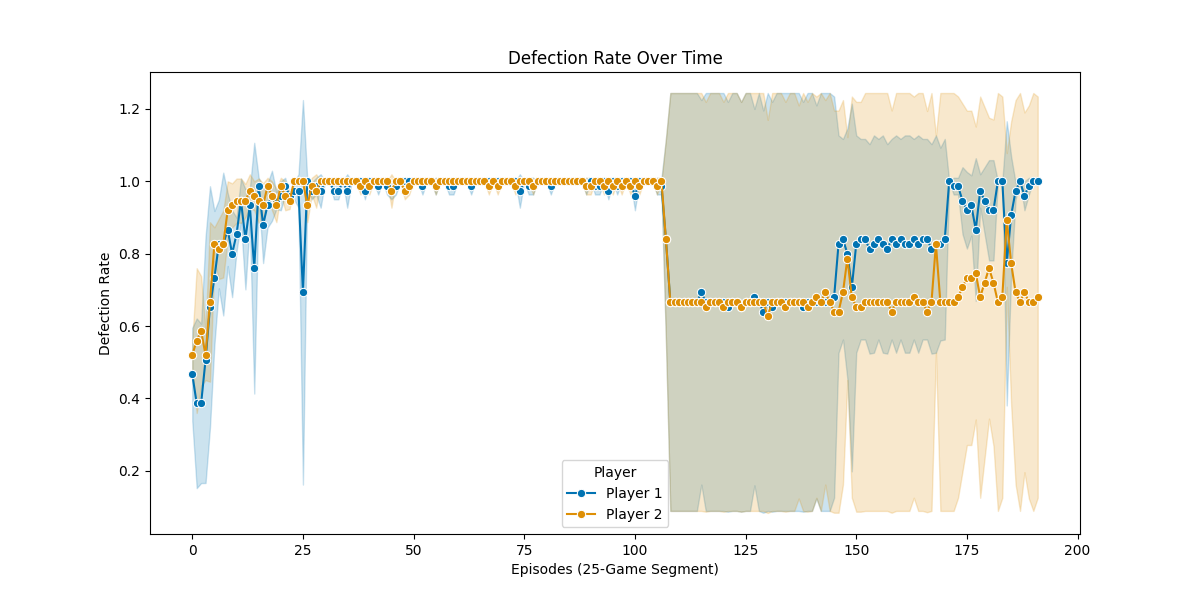 Defection Rate Over Time
Defection Rate
1.2
1.0
0.8
0.6
0.4
0.2
Player
Player 1
Player 2
0 25 50 75 100 125 150 175 200
Episodes (25-Game Segment)